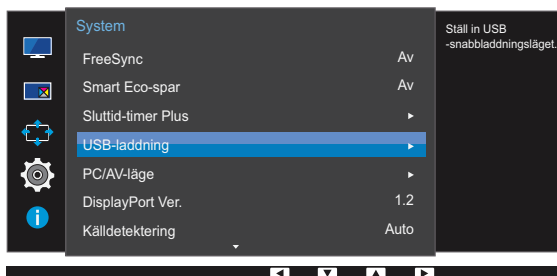 System
FreeSync Av
Smart Eco-spar Av
Sluttid-timer Plus
USB-laddning
PC/AV-läge
DisplayPort Ver. 1.2
Källdetektering Auto
Ställ in USB
-snabbladdningsläget.